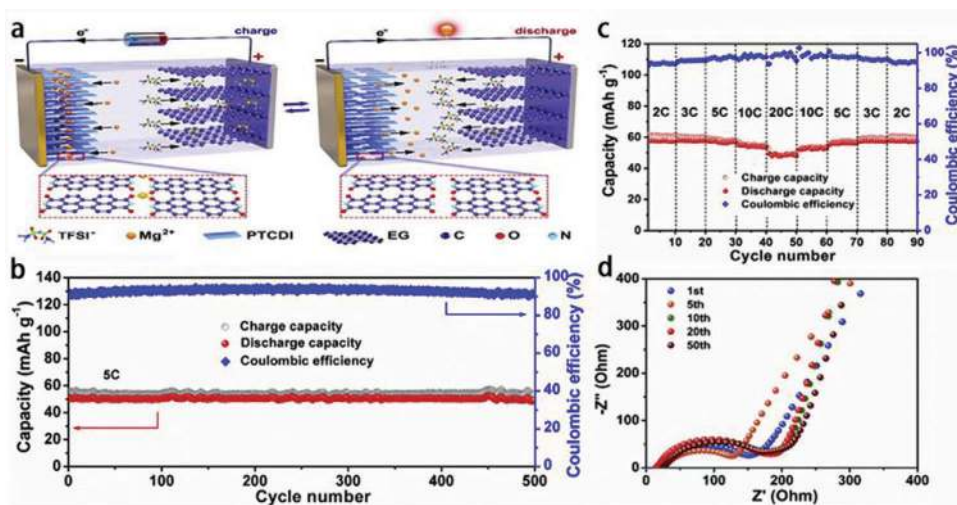 a
e⁻
charge
e⁻
discharge
+
+
TFSI⁻ Mg²⁺ PTCDI EG C O N
b
140
120
100
80
60
40
20
0
Capacity (mAh g⁻¹)
Charge capacity
Discharge capacity
Coulombic efficiency
5C
100
80
60
40
20
0
Coulombic efficiency (%)
0 100 200 300 400 500
Cycle number
c
120
100
80
60
40
20
0
Capacity (mAh g⁻¹)
2C 3C 5C 10C 20C 10C 5C 3C 2C
Charge capacity
Discharge capacity
Coulombic efficiency
100
80
60
40
20
0
Coulombic efficiency (%)
10 20 30 40 50 60 70 80 90
Cycle number
d
400
300
200
100
0
-Z'' (Ohm)
1st
5th
10th
20th
50th
0 100 200 300 400
Z' (Ohm)